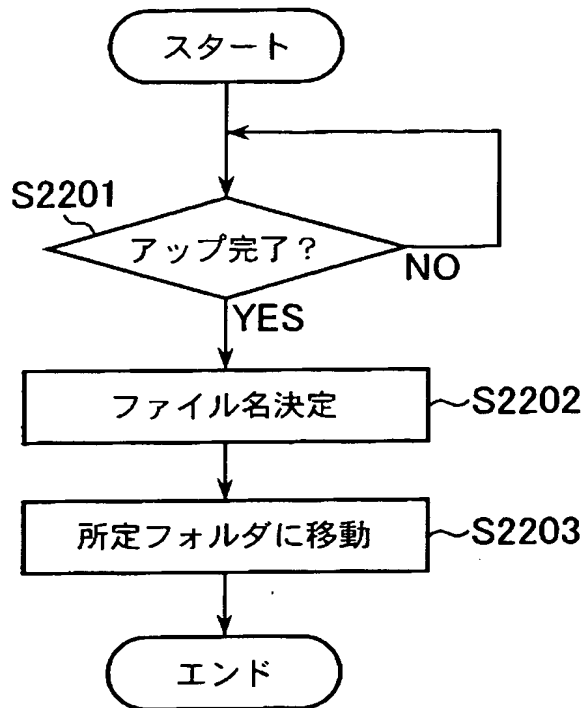 スタート
S2201
アップ完了？
NO
YES
ファイル名決定
S2202
所定フォルダに移動
S2203
エンド